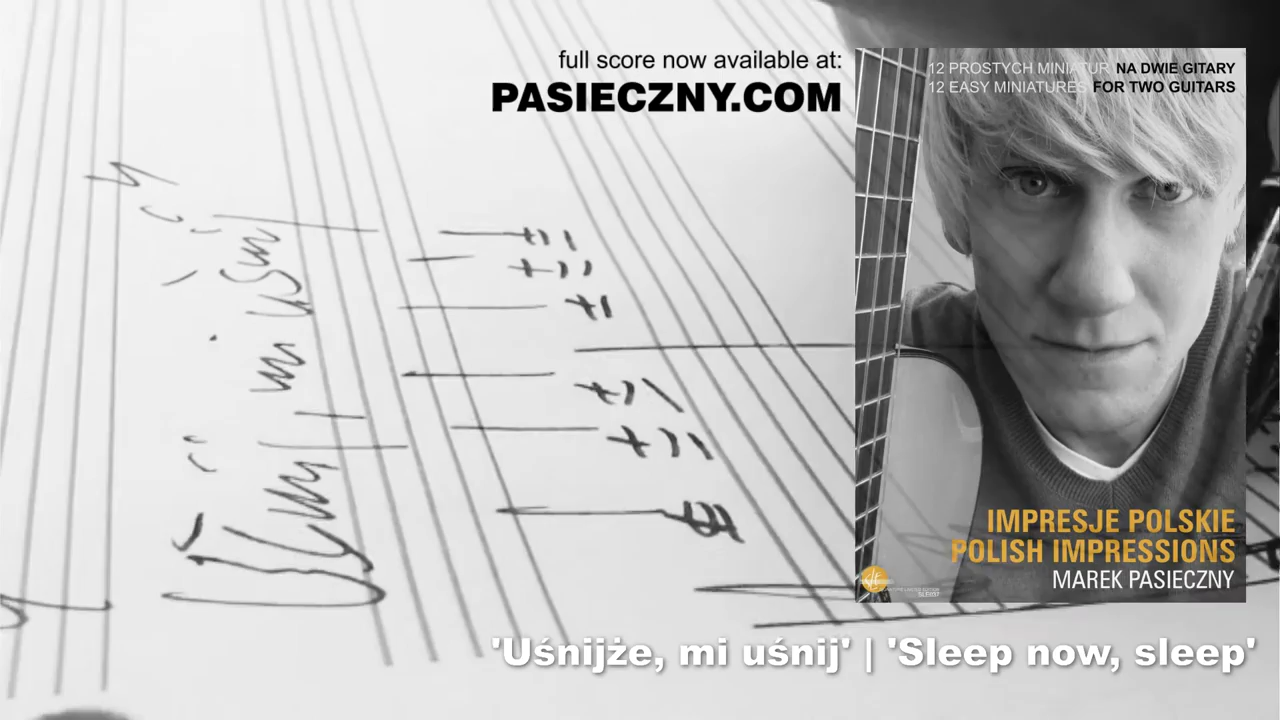 full score now available at:
PASIECZNY.COM
12 PROSTYCH MINIATUR NA DWIE GITARY
12 EASY MINIATURES FOR TWO GUITARS
IMPRESJE POLSKIE
POLISH IMPRESSIONS
MAREK PASIECZNY
'Uśnijże, mi uśnij' | 'Sleep now, sleep'